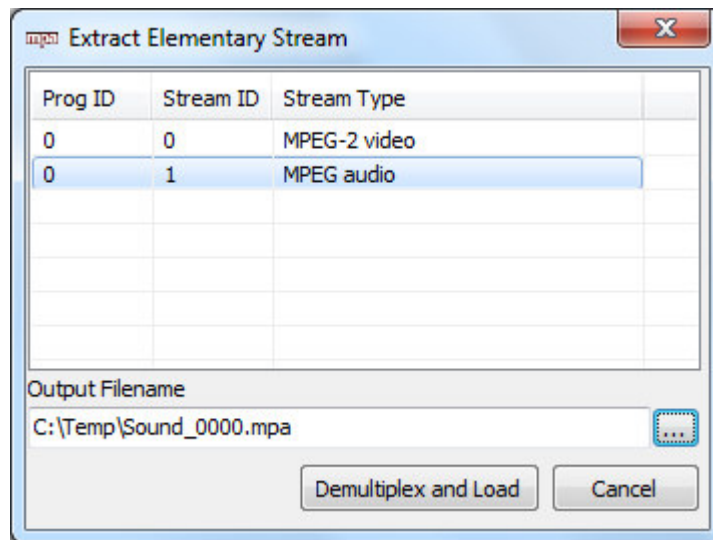 Extract Elementary Stream
Prog ID Stream ID Stream Type
0 0 MPEG-2 video
0 1 MPEG audio
Output Filename
C:\Temp\Sound_0000.mpa
...
Demultiplex and Load Cancel